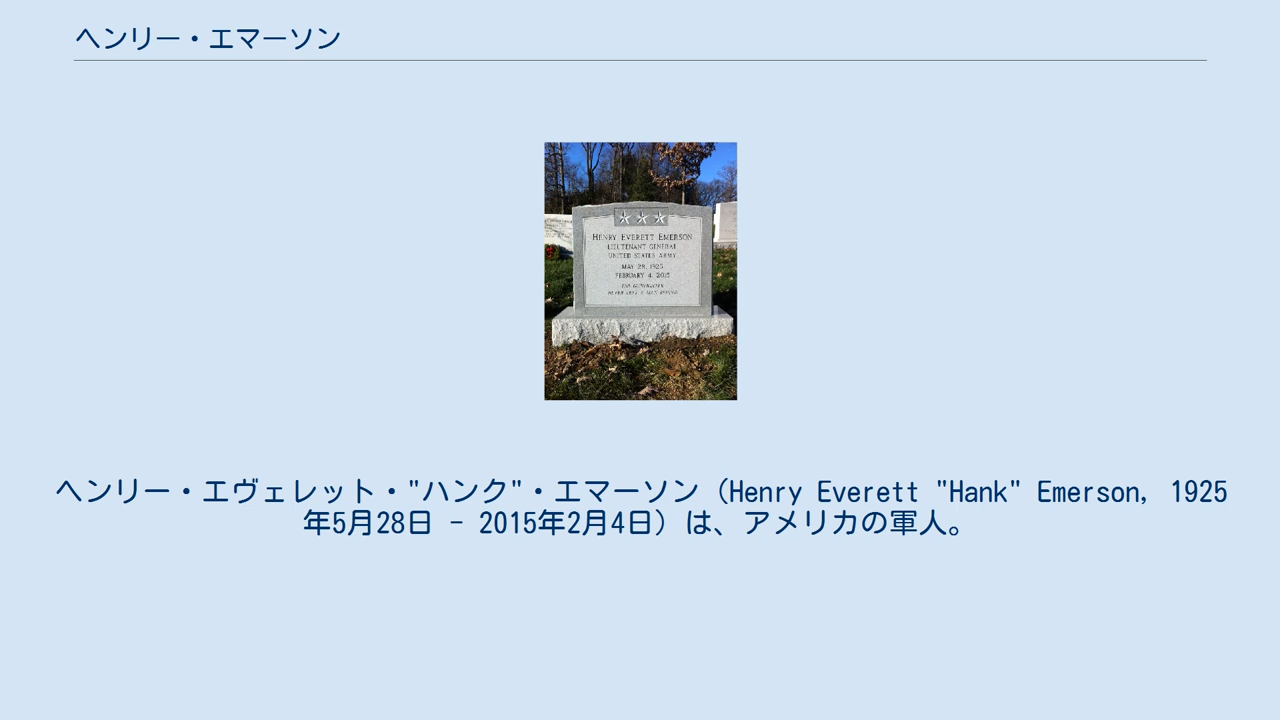 ヘンリー・エマーソン
HENRY EVERETT EMERSON
LIEUTENANT GENERAL
UNITED STATES ARMY
MAY 28, 1925
FEBRUARY 4, 2015
ヘンリー・エヴェレット・"ハンク"・エマーソン（Henry Everett "Hank" Emerson, 1925
年5月28日 - 2015年2月4日）は、アメリカの軍人。